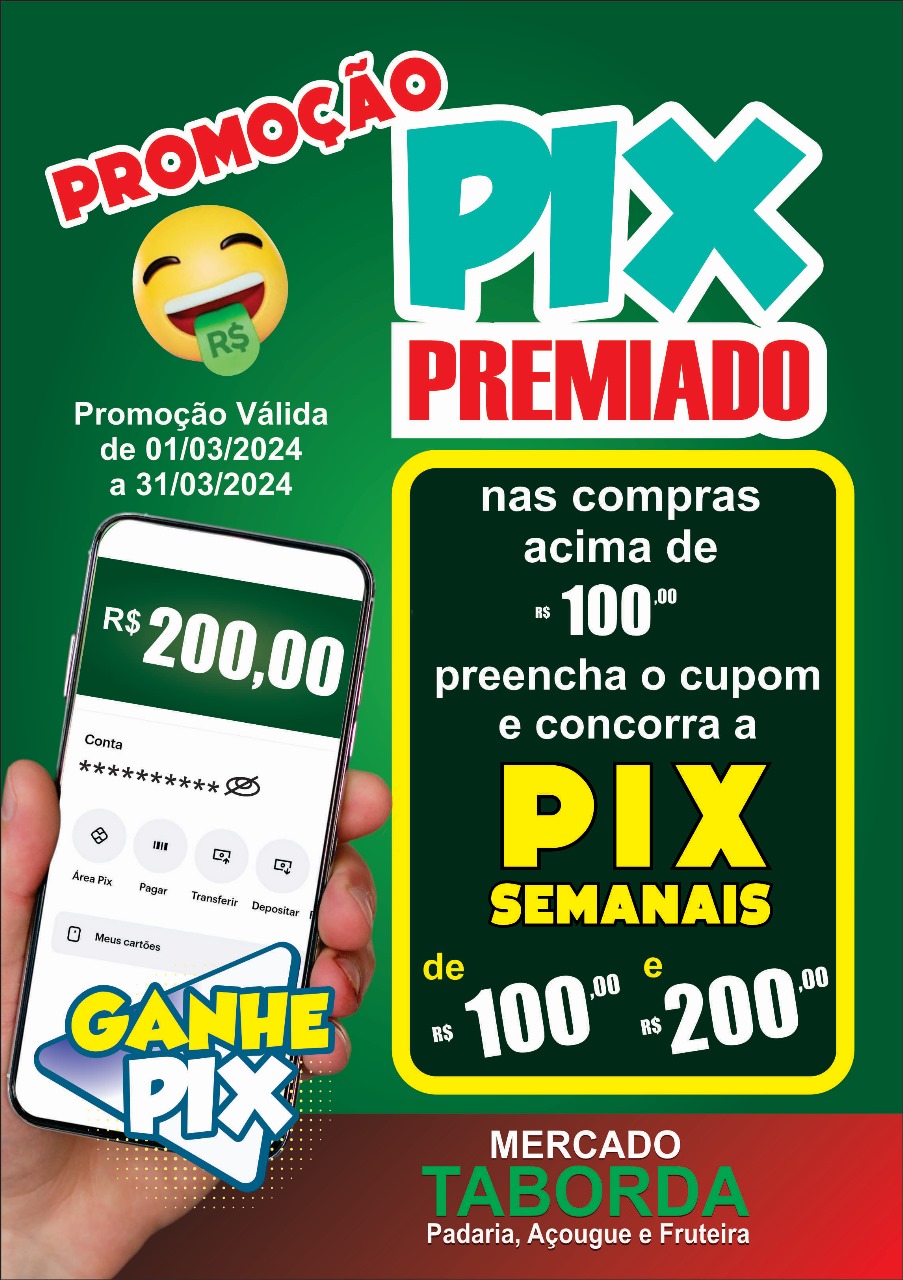 PROMOÇÃO
PIX
PREMIADO
R$
Promoção Válida
de 01/03/2024
a 31/03/2024
nas compras
acima de
R$ 100,00
preencha o cupom
e concorra a
PIX
SEMANAIS
de R$ 100,00 e R$ 200,00
R$ 200,00
Conta
**********
Área Pix Pagar Transferir Depositar
Meus cartões
GANHE
PIX
MERCADO
TABORDA
Padaria, Açougue e Fruteira